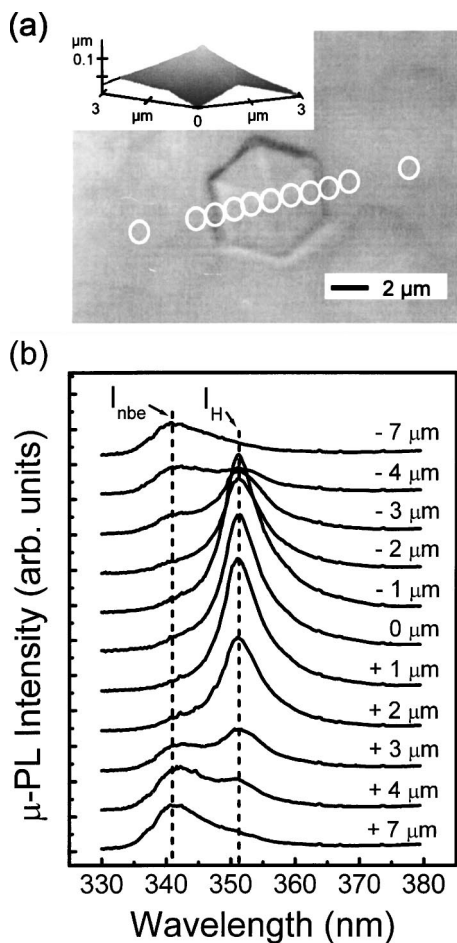 (a)
μm
0.1
3
μm
0
μm
3
2 μm
(b)
I_nbe
I_H
- 7 μm
- 4 μm
- 3 μm
- 2 μm
- 1 μm
0 μm
+ 1 μm
+ 2 μm
+ 3 μm
+ 4 μm
+ 7 μm
μ-PL Intensity (arb. units)
330 340 350 360 370 380
Wavelength (nm)